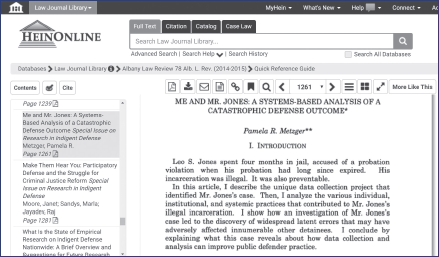 Law Journal Library
MyHein
What's New
Help
Connect
HEINONLINE
Full Text
Citation
Catalog
Case Law
Search Law Journal Library...
Advanced Search | Search Help | Search History
Search All Databases
Databases > Law Journal Library > Albany Law Review 78 Alb. L. Rev. (2014-2015) > Quick Reference Guide
Contents
Cite
1261
More Like This
Page 1239
Me and Mr. Jones: A Systems-
Based Analysis of a Catastrophic
Defense Outcome Special Issue on
Research in Indigent Defense
Metzger, Pamela R.
Page 1261
Make Them Hear You: Participatory
Defense and the Struggle for
Criminal Justice Reform Special
Issue on Research in Indigent
Defense
Moore, Janet; Sandys, Marla;
Jayadev, Raj
Page 1281
What Is the State of Empirical
Research on Indigent Defense
Nationwide: A Brief Overview and
Suggestions for Future Research
ME AND MR. JONES: A SYSTEMS-BASED ANALYSIS OF A
CATASTROPHIC DEFENSE OUTCOME*
Pamela R. Metzger**
I. INTRODUCTION
Leo S. Jones spent four months in jail, accused of a probation
violation when his probation had long since expired. His
incarceration was illegal. It was also preventable.
In this article, I describe the unique data collection project that
identified Mr. Jones's case. Then, I analyze the various individual,
institutional, and systemic practices that contributed to Mr. Jones's
illegal incarceration. I show how an investigation of Mr. Jones's
case led to the discovery of widespread latent errors that may have
adversely affected innumerable other detainees. I conclude by
explaining what this case reveals about how data collection and
analysis can improve public defender practice.